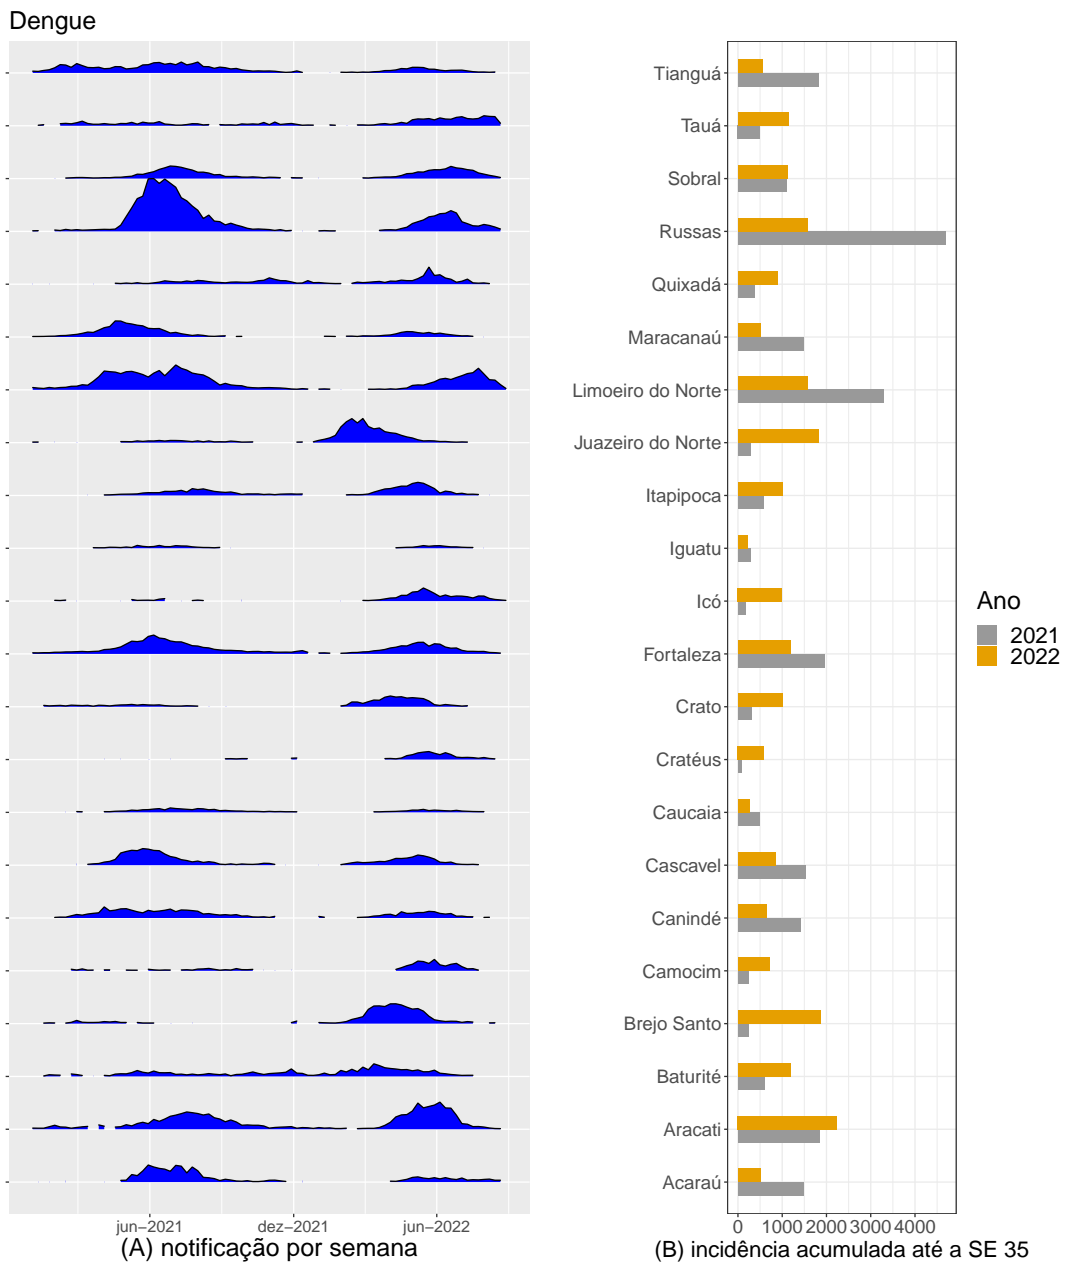 Dengue
Tianguá
Tauá
Sobral
Russas
Quixadá
Maracanaú
Limoeiro do Norte
Juazeiro do Norte
Itapipoca
Iguatu
Icó
Fortaleza
Crato
Cratéus
Caucaia
Cascavel
Canindé
Camocim
Brejo Santo
Baturité
Aracati
Acaraú
jun−2021 dez−2021 jun−2022
(A) notificação por semana
0 1000 2000 3000 4000
(B) incidência acumulada até a SE 35
Ano
2021
2022